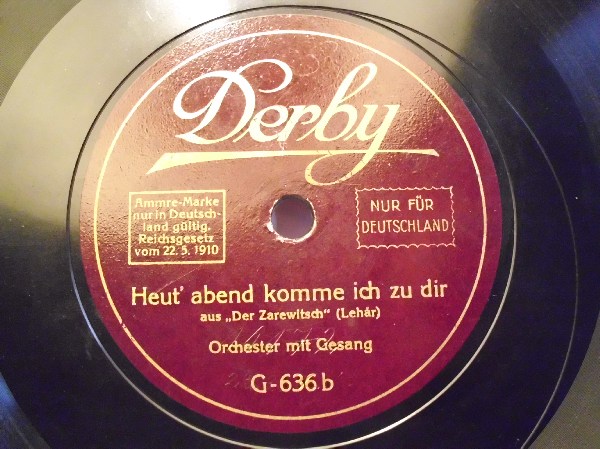 Derby
Ammre-Marke
nur in Deutsch-
land gültig.
Reichsgesetz
vom 22.5.1910
NUR FÜR
DEUTSCHLAND
Heut' abend komme ich zu dir
aus „Der Zarewitsch" (Lehár)
Orchester mit Gesang
G-636 b